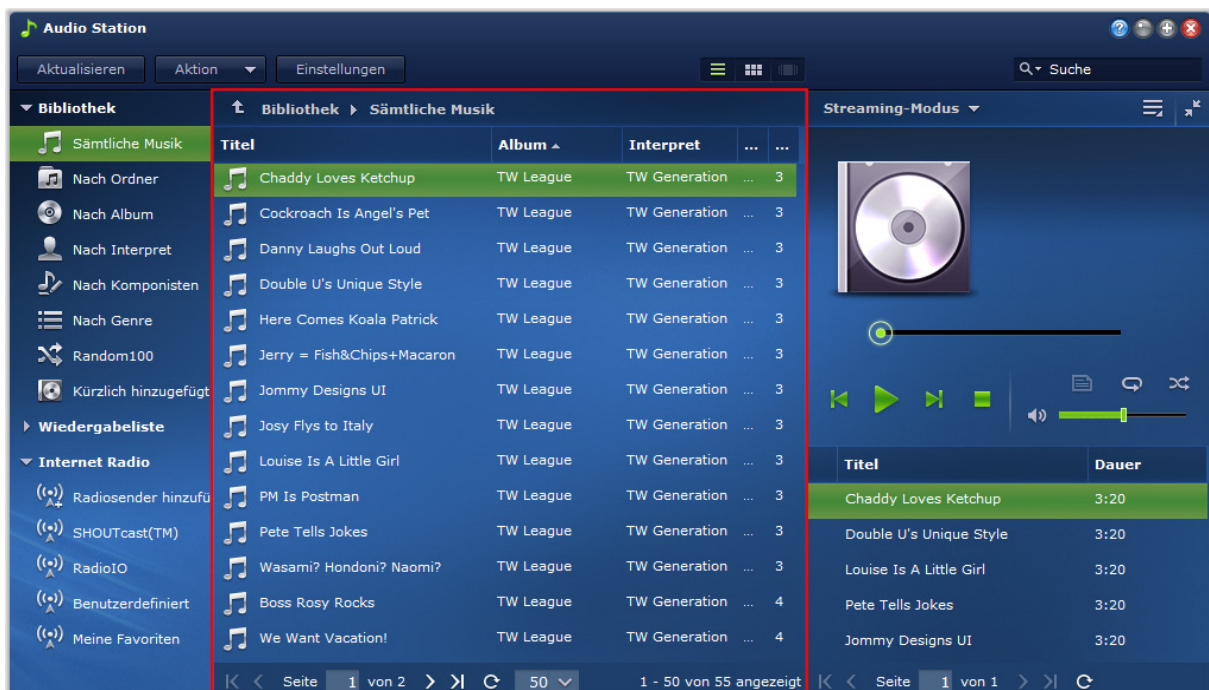 Audio Station
Aktualisieren Aktion Einstellungen Suche
Bibliothek
Sämtliche Musik
Nach Ordner
Nach Album
Nach Interpret
Nach Komponisten
Nach Genre
Random100
Kürzlich hinzugefügt
Wiedergabeliste
Internet Radio
Radiosender hinzufü
SHOUTcast(TM)
RadioIO
Benutzerdefiniert
Meine Favoriten
Bibliothek Sämtliche Musik
Titel Album Interpret ... ...
Chaddy Loves Ketchup TW League TW Generation ... 3
Cockroach Is Angel's Pet TW League TW Generation ... 3
Danny Laughs Out Loud TW League TW Generation ... 3
Double U's Unique Style TW League TW Generation ... 3
Here Comes Koala Patrick TW League TW Generation ... 3
Jerry = Fish&Chips+Macaron TW League TW Generation ... 3
Jommy Designs UI TW League TW Generation ... 3
Josy Flys to Italy TW League TW Generation ... 3
Louise Is A Little Girl TW League TW Generation ... 3
PM Is Postman TW League TW Generation ... 3
Pete Tells Jokes TW League TW Generation ... 3
Wasami? Hondoni? Naomi? TW League TW Generation ... 3
Boss Rosy Rocks TW League TW Generation ... 4
We Want Vacation! TW League TW Generation ... 4
Seite 1 von 2 50 1 - 50 von 55 angezeigt
Streaming-Modus
Titel Dauer
Chaddy Loves Ketchup 3:20
Double U's Unique Style 3:20
Louise Is A Little Girl 3:20
Pete Tells Jokes 3:20
Jommy Designs UI 3:20
Seite 1 von 1